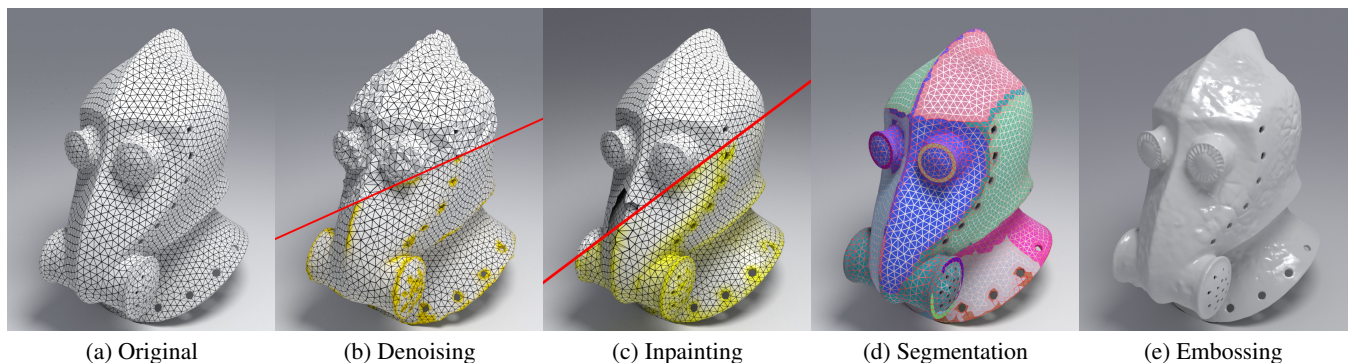 (a) Original
(b) Denoising
(c) Inpainting
(d) Segmentation
(e) Embossing